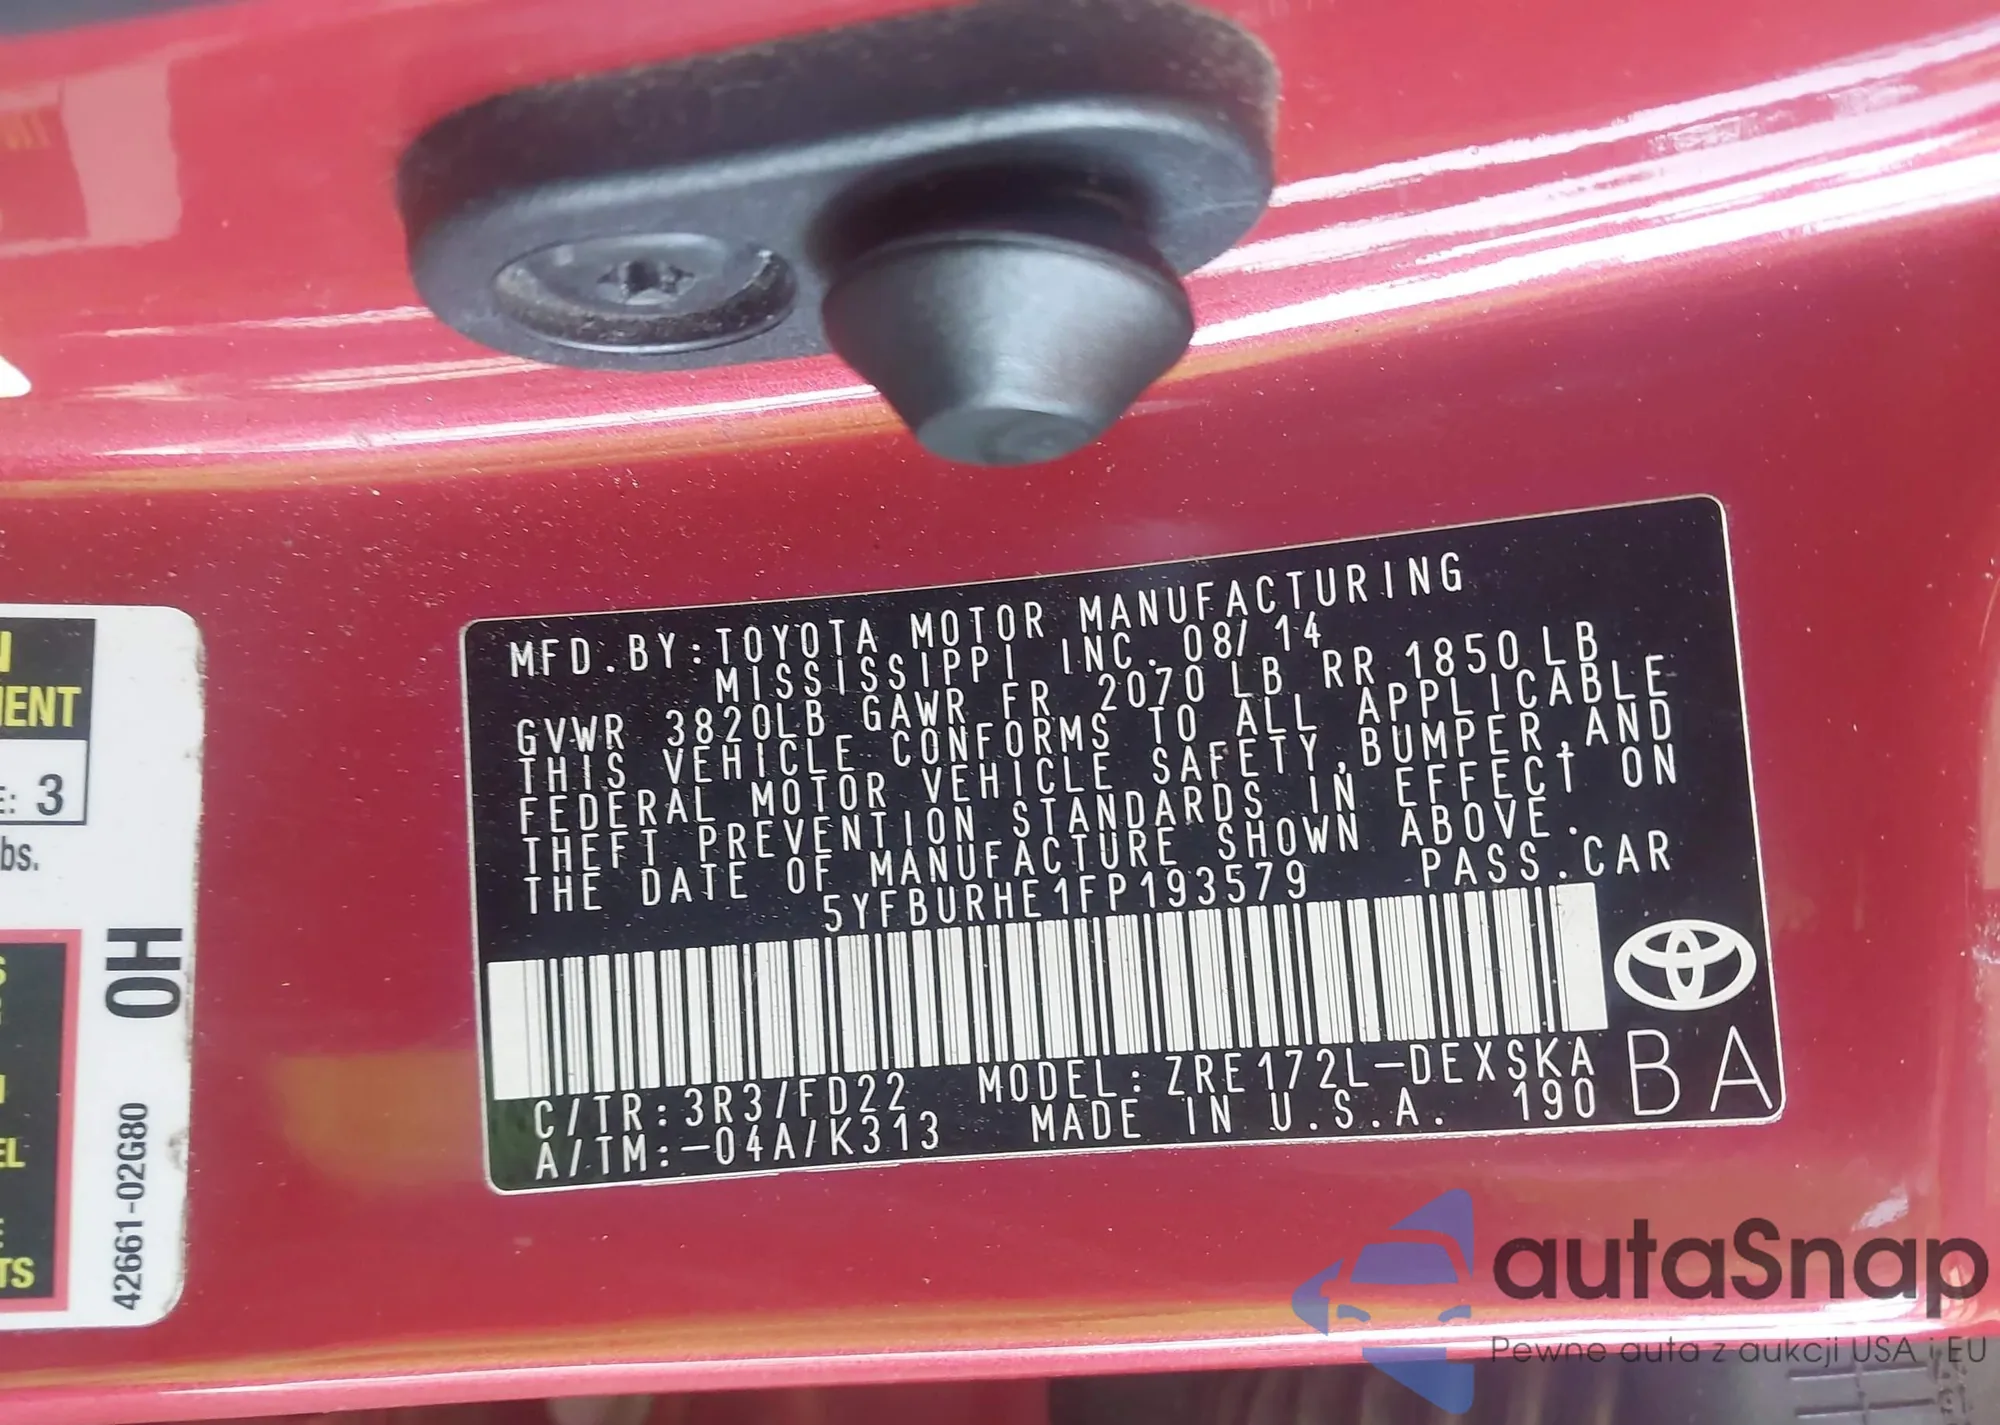 MFD.BY:TOYOTA MOTOR MANUFACTURING
MISSISSIPPI INC. 08/14
GVWR 3820LB GAWR FR 2070 LB RR 1850LB
THIS VEHICLE CONFORMS TO ALL APPLICABLE
FEDERAL MOTOR VEHICLE SAFETY,BUMPER,AND
THEFT PREVENTION STANDARDS IN EFFECT ON
THE DATE OF MANUFACTURE SHOWN ABOVE.
5YFBURHE1FP193579 PASS.CAR
C/TR:3R3/FD22 MODEL:ZRE172L-DEXSKA
A/TM:-04A/K313 MADE IN U.S.A. 190
BA
E: 3
0H
42661-02G80
autaSnap
Pewne auta z aukcji USA i EU